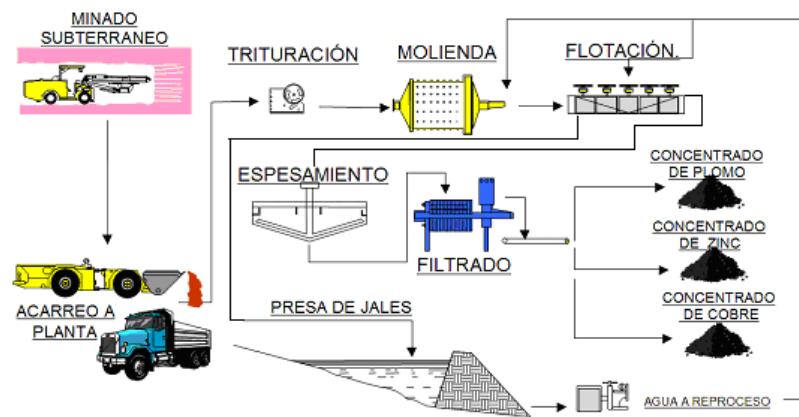 MINADO
SUBTERRANEO
TRITURACIÓN
MOLIENDA
FLOTACIÓN.
ESPESAMIENTO
FILTRADO
CONCENTRADO
DE PLOMO
CONCENTRADO
DE ZINC
CONCENTRADO
DE COBRE
ACARREO A
PLANTA
PRESA DE JALES
AGUA A REPROCESO